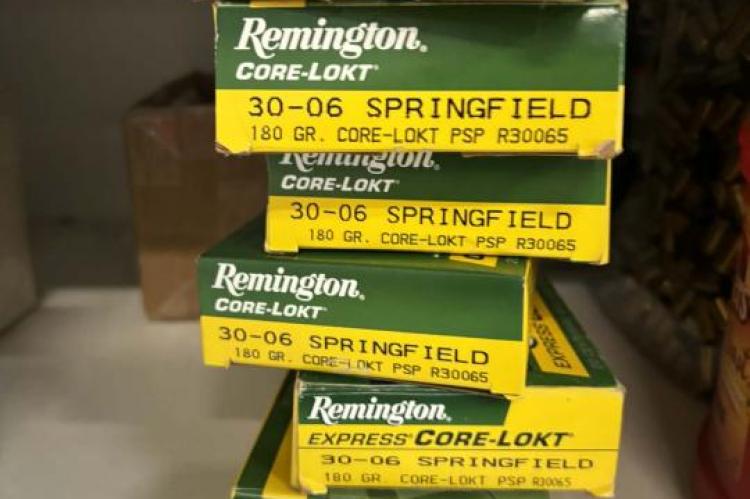 Remington.
CORE-LOKT
30-06 SPRINGFIELD
180 GR. CORE-LOKT PSP R30065
Remington.
CORE-LOKT
30-06 SPRINGFIELD
180 GR. CORE-LOKT PSP R30065
Remington.
CORE-LOKT
30-06 SPRINGFIELD
180 GR. CORE-LOKT PSP R30065
EXPRESS
Remington.
EXPRESS CORE-LOKT
30-06 SPRINGFIELD
180 GR. CORE-LOKT PSP R30065